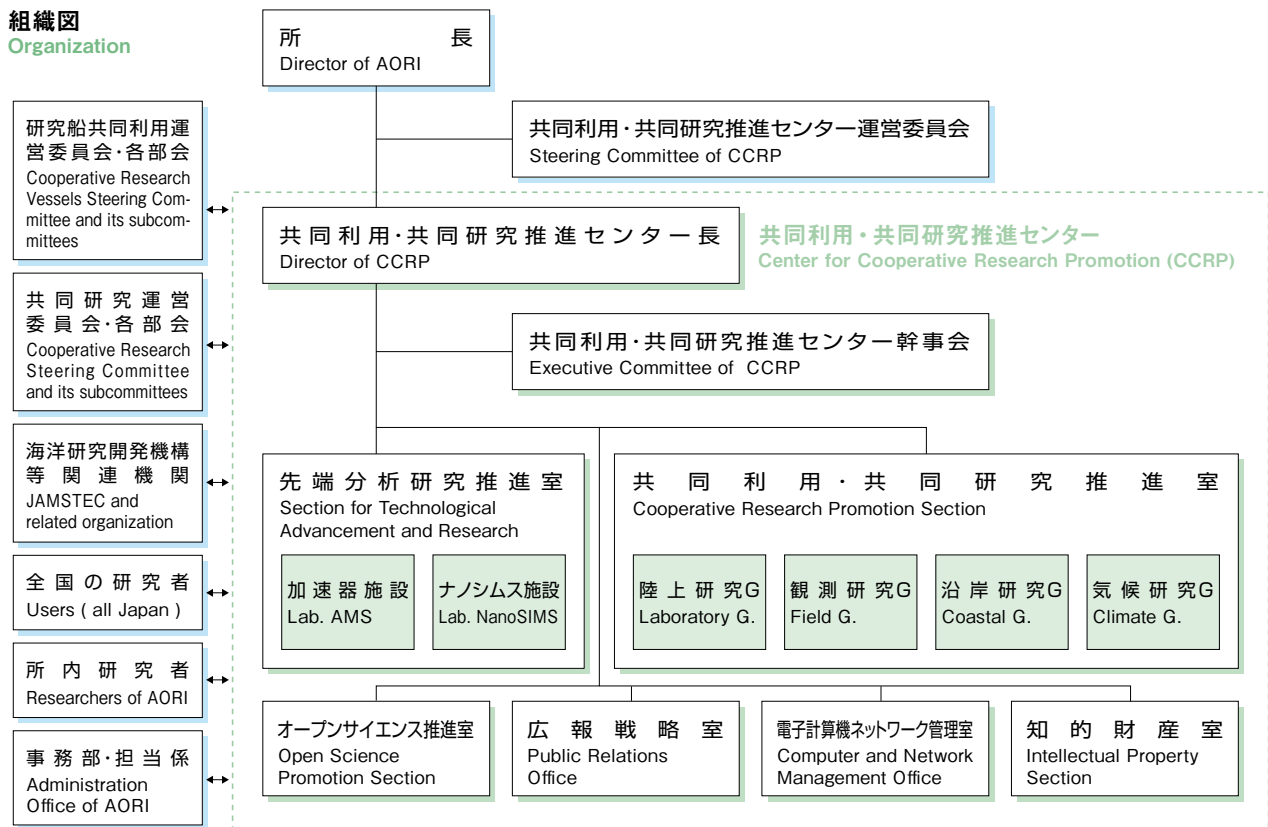 組織図
Organization
所長
Director of AORI
研究船共同利用運
営委員会・各部会
Cooperative Research
Vessels Steering Com-
mittee and its subcom-
mittees
共同利用・共同研究推進センター運営委員会
Steering Committee of CCRP
共同利用・共同研究推進センター長
Director of CCRP
共同利用・共同研究推進センター
Center for Cooperative Research Promotion (CCRP)
共同研究運営
委員会・各部会
Cooperative Research
Steering Committee
and its subcommittees
共同利用・共同研究推進センター幹事会
Executive Committee of CCRP
海洋研究開発機構
等関連機関
JAMSTEC and
related organization
先端分析研究推進室
Section for Technological
Advancement and Research
加速器施設
Lab. AMS
ナノシムス施設
Lab. NanoSIMS
共同利用・共同研究推進室
Cooperative Research Promotion Section
陸上研究G
Laboratory G.
観測研究G
Field G.
沿岸研究G
Coastal G.
気候研究G
Climate G.
全国の研究者
Users ( all Japan )
所内研究者
Researchers of AORI
事務部・担当係
Administration
Office of AORI
オープンサイエンス推進室
Open Science
Promotion Section
広報戦略室
Public Relations
Office
電子計算機ネットワーク管理室
Computer and Network
Management Office
知的財産室
Intellectual Property
Section